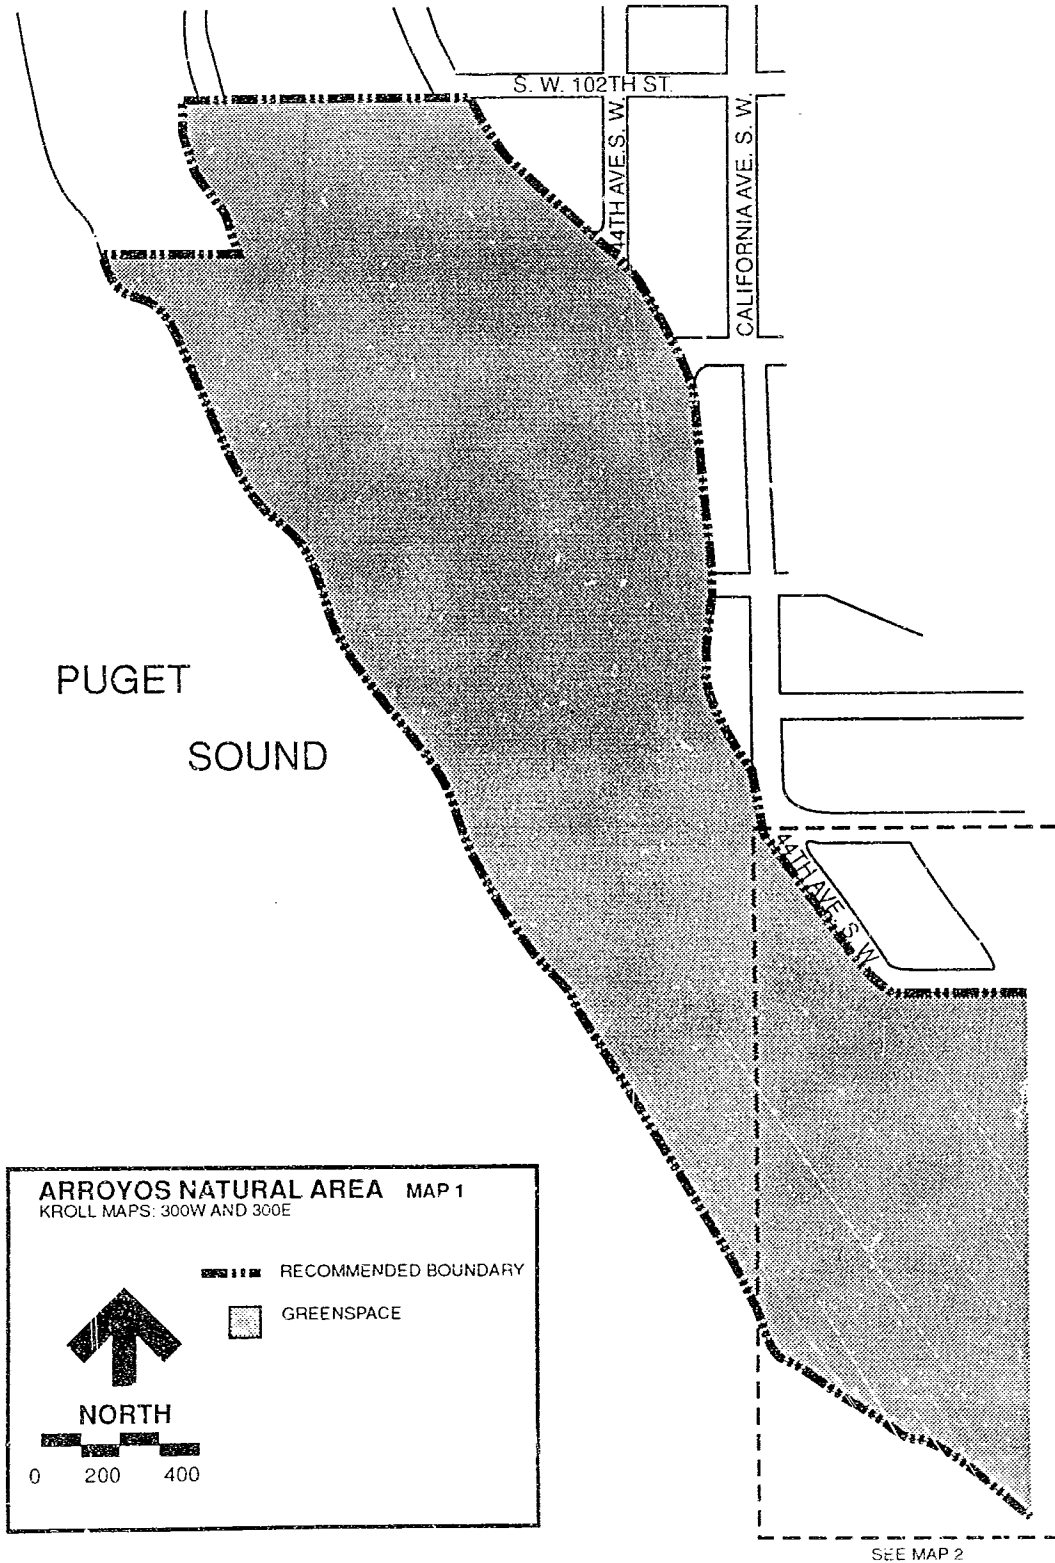 S. W. 102TH ST.
44TH AVE. S. W.
CALIFORNIA AVE. S. W.
PUGET
SOUND
44TH AVE. S. W.
ARROYOS NATURAL AREA MAP 1
KROLL MAPS: 300W AND 300E
RECOMMENDED BOUNDARY
GREENSPACE
NORTH
0 200 400
SEE MAP 2